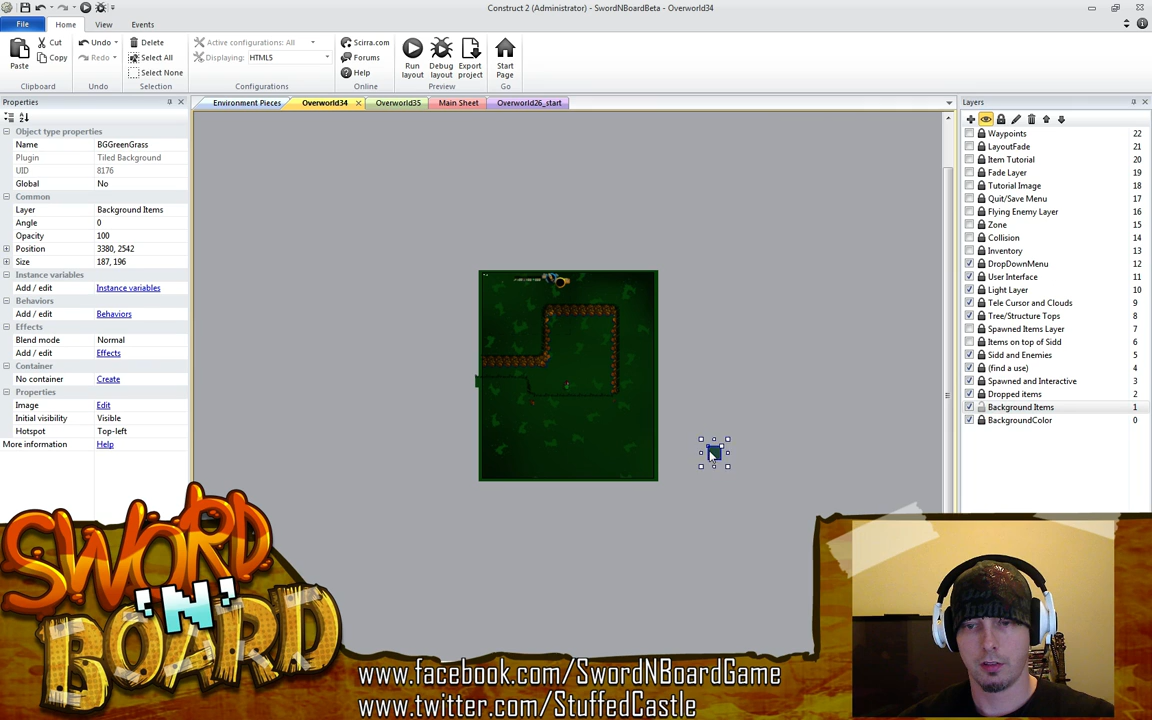 Construct 2 (Administrator) - SwordNBoardBeta - Overworld34
File
Home
View
Events
Paste
Cut
Copy
Clipboard
Undo
Redo
Undo
Delete
Select All
Select None
Selection
Active configurations: All
Displaying: HTML5
Configurations
Scirra.com
Forums
Help
Online
Run layout
Debug layout
Export project
Preview
Start Page
Go
Properties
Environment Pieces
Overworld34
Overworld35
Main Sheet
Overworld26_start
Layers
Object type properties
Name BGGreenGrass
Plugin Tiled Background
UID 8176
Global No
Common
Layer Background Items
Angle 0
Opacity 100
Position 3380, 2542
Size 187, 196
Instance variables
Add / edit Instance variables
Behaviors
Add / edit Behaviors
Effects
Blend mode Normal
Add / edit Effects
Container
No container Create
Properties
Image Edit
Initial visibility Visible
Hotspot Top-left
More information Help
Waypoints 22
LayoutFade 21
Item Tutorial 20
Fade Layer 19
Tutorial Image 18
Quit/Save Menu 17
Flying Enemy Layer 16
Zone 15
Collision 14
Inventory 13
DropDownMenu 12
User Interface 11
Light Layer 10
Tele Cursor and Clouds 9
Tree/Structure Tops 8
Spawned Items Layer 7
Items on top of Sidd 6
Sidd and Enemies 5
(find a use) 4
Spawned and Interactive 3
Dropped items 2
Background Items 1
BackgroundColor 0
SWORD
'N'
BOARD
www.facebook.com/SwordNBoardGame
www.twitter.com/StuffedCastle